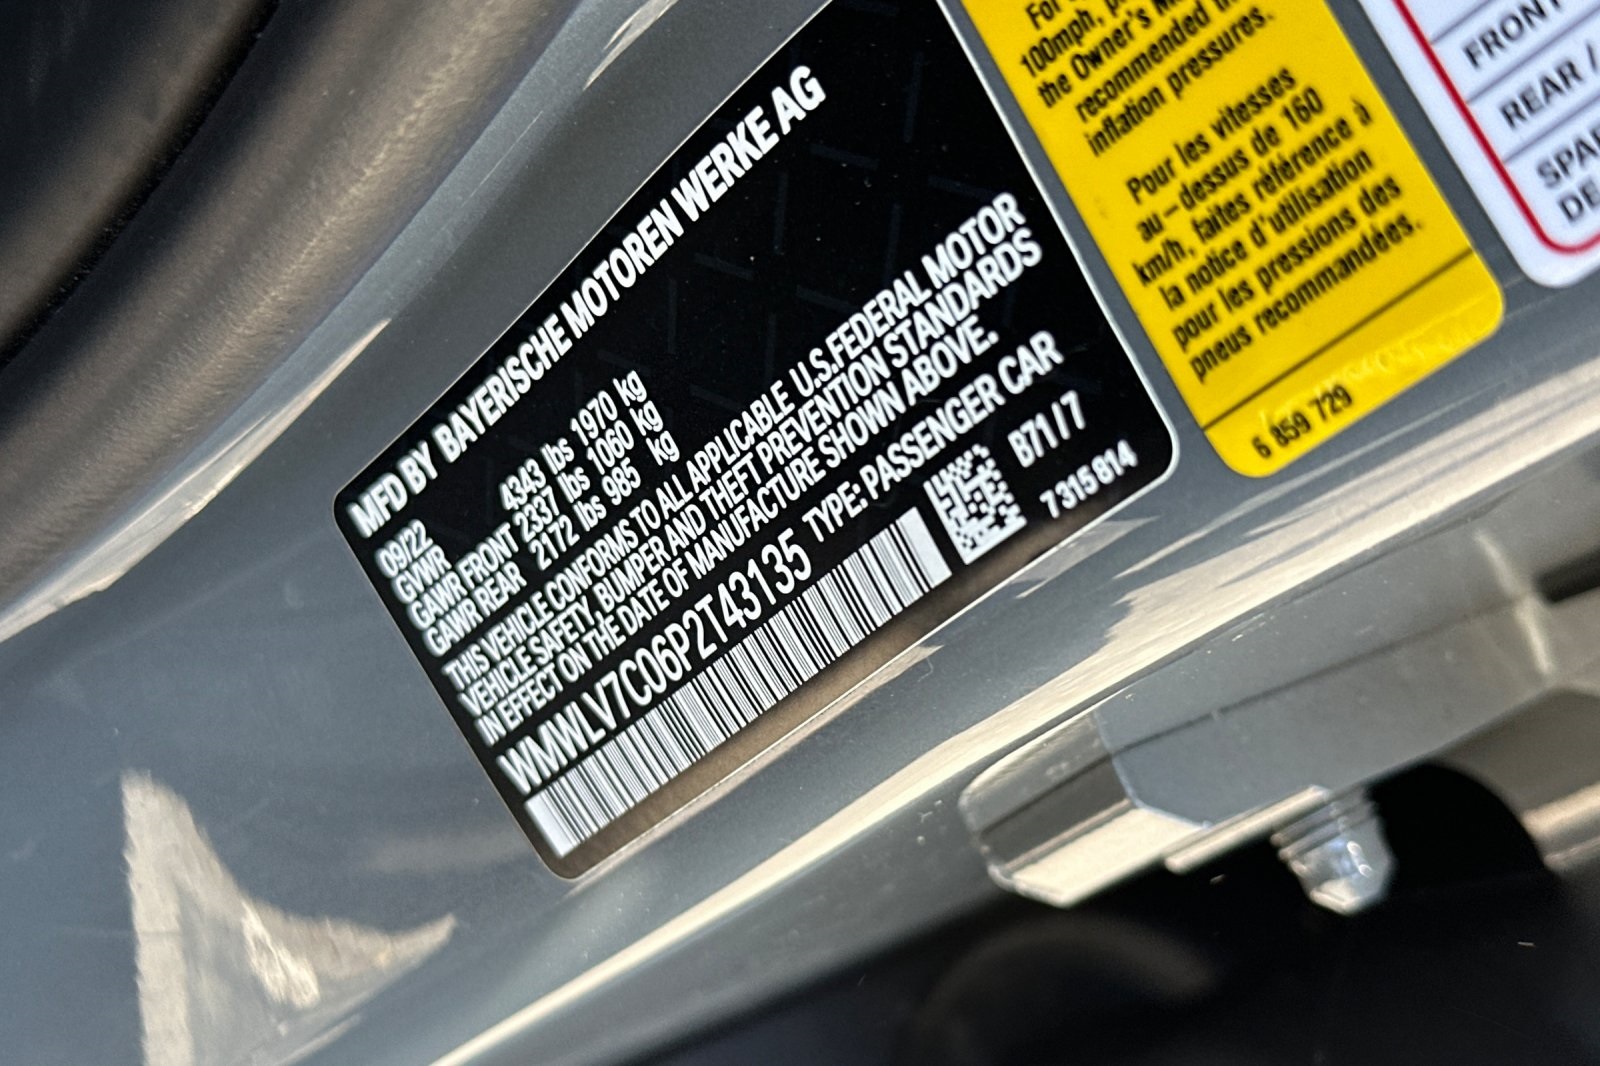 MFD BY BAYERISCHE MOTOREN WERKE AG
09/22
GVWR 4343 lbs 1970 kg
GAWR FRONT 2337 lbs 1060 kg
GAWR REAR 2172 lbs 985 kg
THIS VEHICLE CONFORMS TO ALL APPLICABLE U.S.FEDERAL MOTOR
VEHICLE SAFETY, BUMPER AND THEFT PREVENTION STANDARDS
IN EFFECT ON THE DATE OF MANUFACTURE SHOWN ABOVE.
WMWLV7C06P2T43135 TYPE: PASSENGER CAR
B71/7
7 315 814
For
100mph,
the Owner's
recommended
inflation pressures.
Pour les vitesses
au-dessus de 160
km/h, faites référence à
la notice d'utilisation
pour les pressions des
pneus recommandées.
6 859 729
FRONT
REAR /
DE